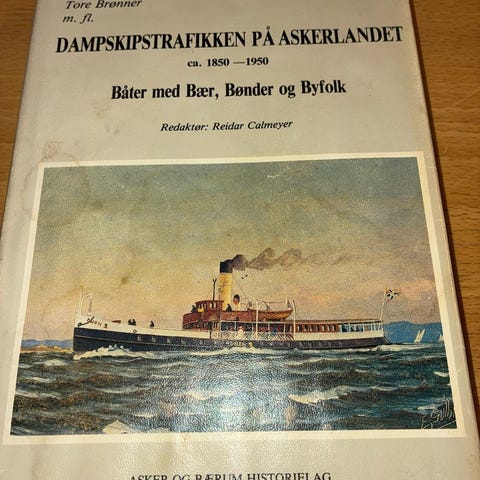 Tore Brønner
m. fl.
DAMPSKIPSTRAFIKKEN PÅ ASKERLANDET
ca. 1850 — 1950
Båter med Bær, Bønder og Byfolk
Redaktør: Reidar Calmeyer
ASKER OG BÆRUM HISTORIELAG